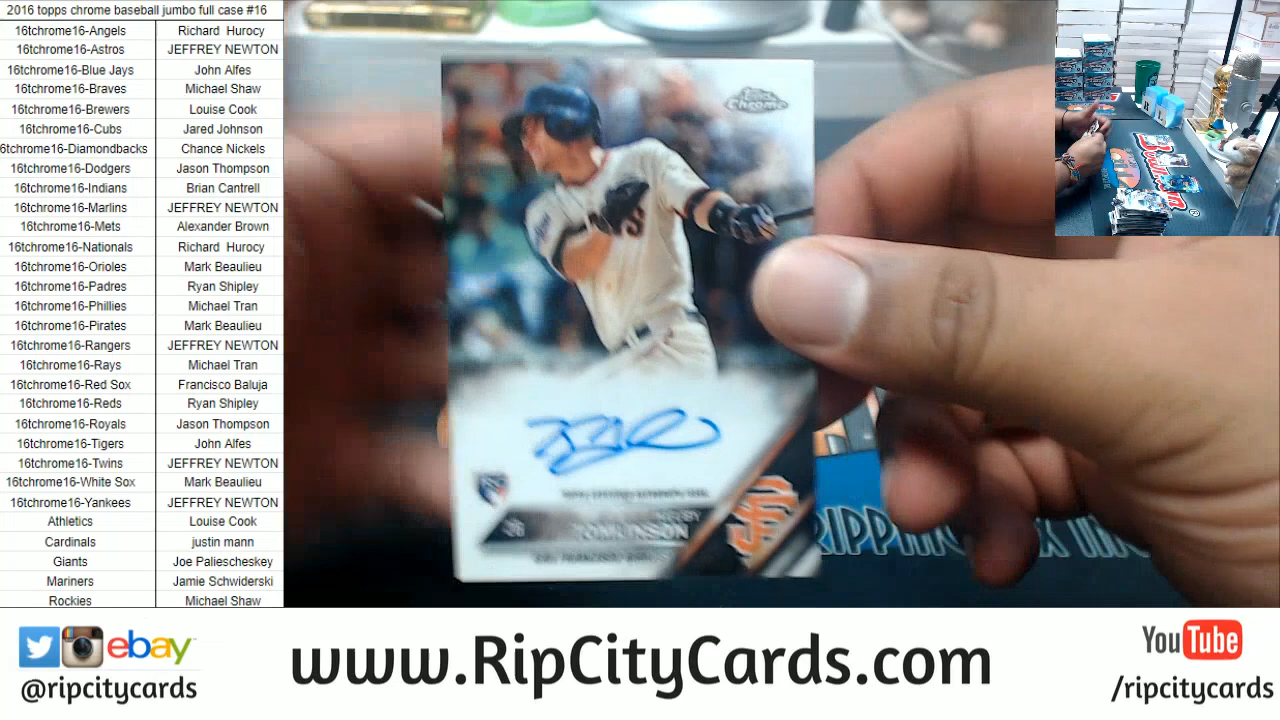 2016 topps chrome baseball jumbo full case #16
16tchrome16-Angels Richard Hurocy
16tchrome16-Astros JEFFREY NEWTON
16tchrome16-Blue Jays John Alfes
16tchrome16-Braves Michael Shaw
16tchrome16-Brewers Louise Cook
16tchrome16-Cubs Jared Johnson
6tchrome16-Diamondbacks Chance Nickels
16tchrome16-Dodgers Jason Thompson
16tchrome16-Indians Brian Cantrell
16tchrome16-Marlins JEFFREY NEWTON
16tchrome16-Mets Alexander Brown
16tchrome16-Nationals Richard Hurocy
16tchrome16-Orioles Mark Beaulieu
16tchrome16-Padres Ryan Shipley
16tchrome16-Phillies Michael Tran
16tchrome16-Pirates Mark Beaulieu
16tchrome16-Rangers JEFFREY NEWTON
16tchrome16-Rays Michael Tran
16tchrome16-Red Sox Francisco Baluja
16tchrome16-Reds Ryan Shipley
16tchrome16-Royals Jason Thompson
16tchrome16-Tigers John Alfes
16tchrome16-Twins JEFFREY NEWTON
16tchrome16-White Sox Mark Beaulieu
16tchrome16-Yankees JEFFREY NEWTON
Athletics Louise Cook
Cardinals justin mann
Giants Joe Paliescheskey
Mariners Jamie Schwiderski
Rockies Michael Shaw
Topps Chrome
TOMLINSON
SF
Bowman
ebay
@ripcitycards
www.RipCityCards.com
YouTube
/ripcitycards